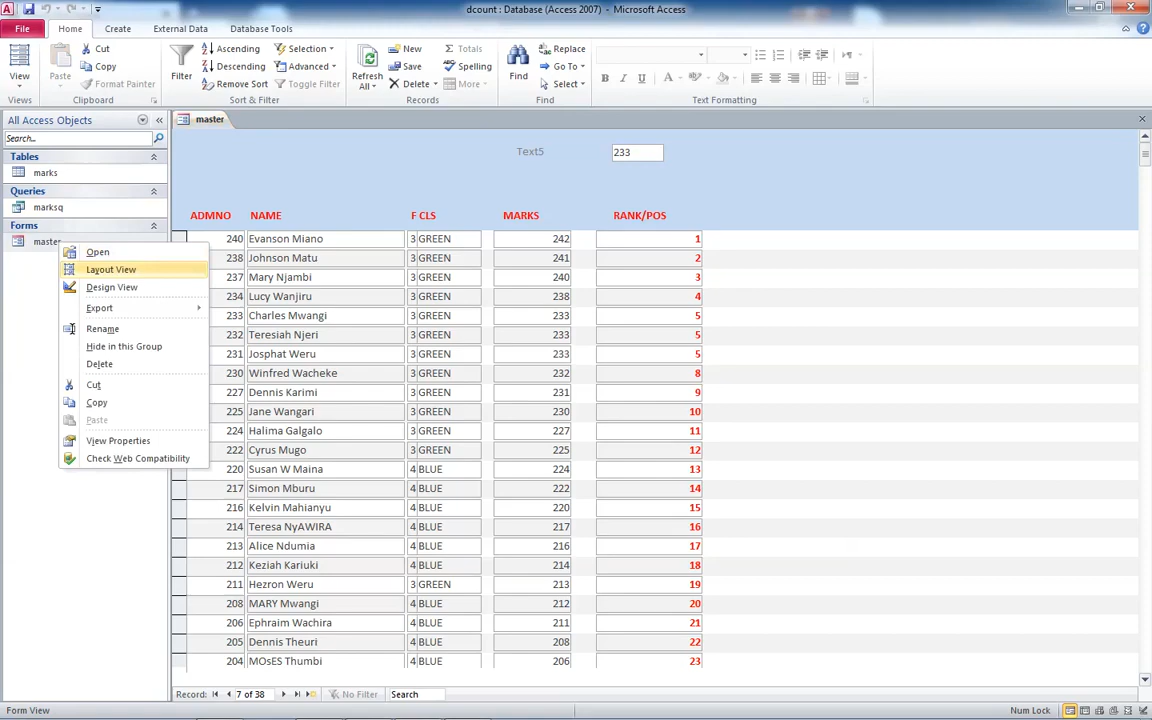 dcount : Database (Access 2007) - Microsoft Access
File Home Create External Data Database Tools
View Paste Cut Copy Format Painter Filter Ascending Descending Remove Sort Selection Advanced Toggle Filter Refresh All New Save Delete Totals Spelling More Find Replace Go To Select
Views Clipboard Sort & Filter Records Find Text Formatting
All Access Objects
Search...
Tables
marks
Queries
marksq
Forms
master
Open
Layout View
Design View
Export
Rename
Hide in this Group
Delete
Cut
Copy
Paste
View Properties
Check Web Compatibility
master
Text5 233
ADMNO NAME F CLS MARKS RANK/POS
240 Evanson Miano 3 GREEN 242 1
238 Johnson Matu 3 GREEN 241 2
237 Mary Njambi 3 GREEN 240 3
234 Lucy Wanjiru 3 GREEN 238 4
233 Charles Mwangi 3 GREEN 233 5
232 Teresiah Njeri 3 GREEN 233 5
231 Josphat Weru 3 GREEN 233 5
230 Winfred Wacheke 3 GREEN 232 8
227 Dennis Karimi 3 GREEN 231 9
225 Jane Wangari 3 GREEN 230 10
224 Halima Galgalo 3 GREEN 227 11
222 Cyrus Mugo 3 GREEN 225 12
220 Susan W Maina 4 BLUE 224 13
217 Simon Mburu 4 BLUE 222 14
216 Kelvin Mahianyu 4 BLUE 220 15
214 Teresa NyAWIRA 4 BLUE 217 16
213 Alice Ndumia 4 BLUE 216 17
212 Keziah Kariuki 4 BLUE 214 18
211 Hezron Weru 3 GREEN 213 19
208 MARY Mwangi 4 BLUE 212 20
206 Ephraim Wachira 4 BLUE 211 21
205 Dennis Theuri 4 BLUE 208 22
204 MOsES Thumbi 4 BLUE 206 23
Record: 7 of 38 No Filter Search
Form View Num Lock